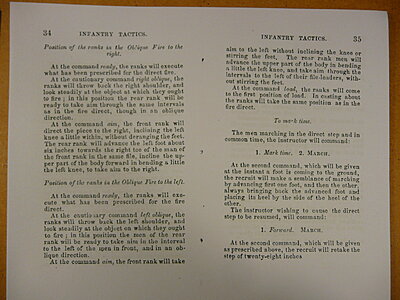 34 INFANTRY TACTICS.
Position of the ranks in the Oblique Fire to the
right.
At the command ready, the ranks will execute
what has been prescribed for the direct fire.
At the cautionary command right oblique, the
ranks will throw back the right shoulder, and
look steadily at the object at which they ought
to fire; in this position the rear rank will be
ready to take aim through the same intervals
as in the direct fire, though in an oblique
direction.
At the command aim, the front rank will
direct the piece to the right, inclining the left
knee a little within, without deranging the feet.
The rear rank will advance the left foot about
six inches towards the right toe of the man of
the front rank in the same file, incline the up-
per part of the body forward in bending a little
the left knee, to take aim to the right.
Position of the ranks in the Oblique Fire to the left.
At the command ready, the ranks will exe-
cute what has been prescribed for the fire
direct.
At the cautionary command left oblique, the
ranks will throw back the left shoulder, and
look steadily at the object on which they ought
to fire; in this position the men of the rear
rank will be ready to take aim in the interval
to the left of the men in front, and in an ob-
lique direction.
At the command aim, the front rank will take
INFANTRY TACTICS. 35
aim to the left without inclining the knee or
stirring the feet. The rear rank men will
advance the upper part of the body in bending
a little the left knee, and take aim through the
intervals to the left of their file leaders, with-
out stirring the feet.
At the command load, the ranks will come
to the first position of load. In casting about
the ranks will take the same position as in the
fire direct.
To mark time.
The men marching in the direct step and in
common time, the instructor will command:
1. Mark time. 2. MARCH.
At the second command, which will be given
at the instant a foot is coming to the ground,
the recruit will make a semblance of marching
by advancing first one foot, and then the other,
always bringing back the advanced foot and
placing its heel by the side of the heel of the
other.
The instructor wishing to cause the direct
step to be resumed, will command:
1. Forward. MARCH.
At the second command, which will be given
as prescribed above, the recruit will retake the
step of twenty-eight inches